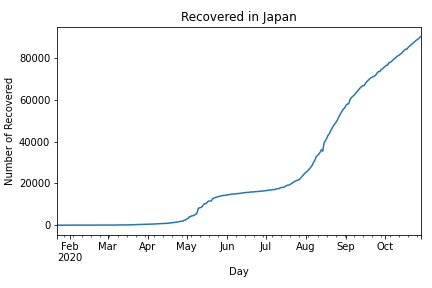 Recovered in Japan
Number of Recovered
80000
60000
40000
20000
0
Feb Mar Apr May Jun Jul Aug Sep Oct
2020
Day